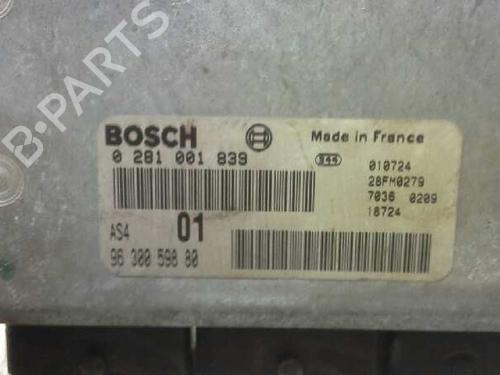 B-PARTS
BOSCH
Made in France
0 281 001 839
010724
28FM0279
7036 0209
18724
AS4 01
96 300 598 80